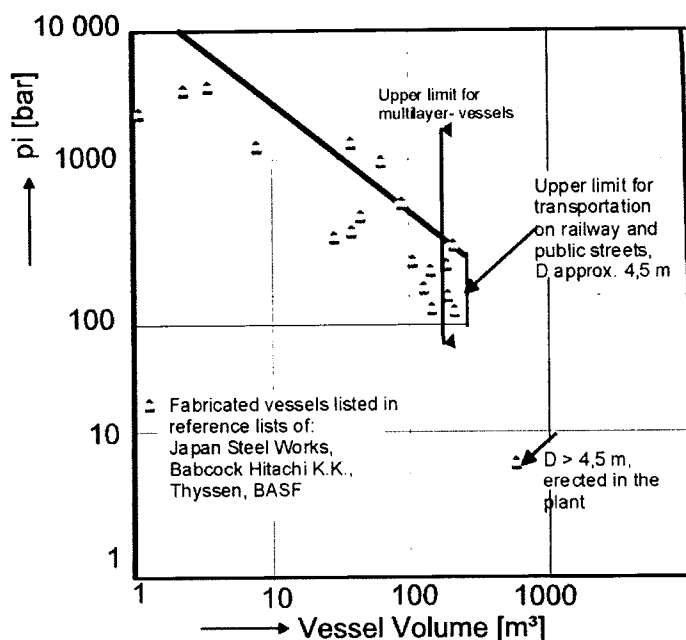 10 000
pi [bar]
1000
100
10
1
Upper limit for
multilayer- vessels
Upper limit for
transportation
on railway and
public streets,
D approx. 4,5 m
Fabricated vessels listed in
reference lists of:
Japan Steel Works,
Babcock Hitachi K.K.,
Thyssen, BASF
D > 4,5 m,
erected in the
plant
1
10
100
1000
Vessel Volume [m³]